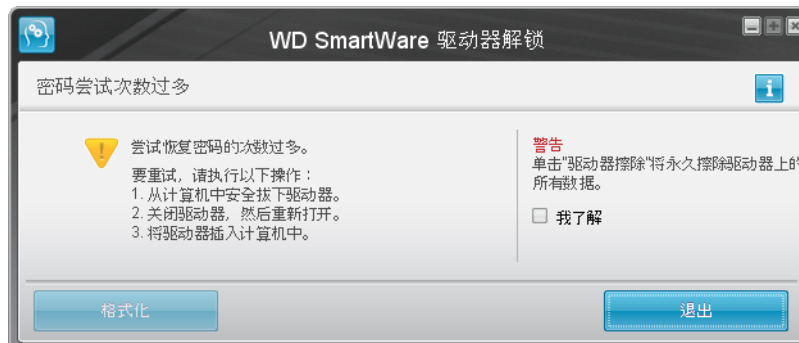 WD SmartWare 驱动器解锁
密码尝试次数过多
尝试恢复密码的次数过多。
要重试，请执行以下操作：
1. 从计算机中安全拔下驱动器。
2. 关闭驱动器，然后重新打开。
3. 将驱动器插入计算机中。
警告
单击"驱动器擦除"将永久擦除驱动器上的
所有数据。
我了解
格式化
退出